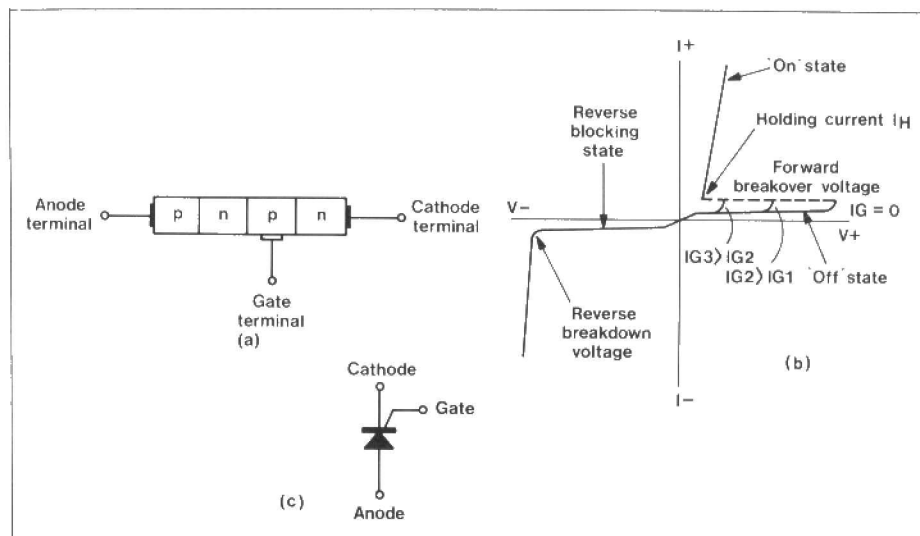 Anode
terminal
p n p n
Cathode
terminal
Gate
terminal
(a)
I+
'On' state
Reverse
blocking
state
Holding current IH
Forward
breakover voltage
V-
IG = O
V+
IG3>IG2
IG2>IG1
'Off' state
Reverse
breakdown
voltage
(b)
I-
Cathode
Gate
(c)
Anode